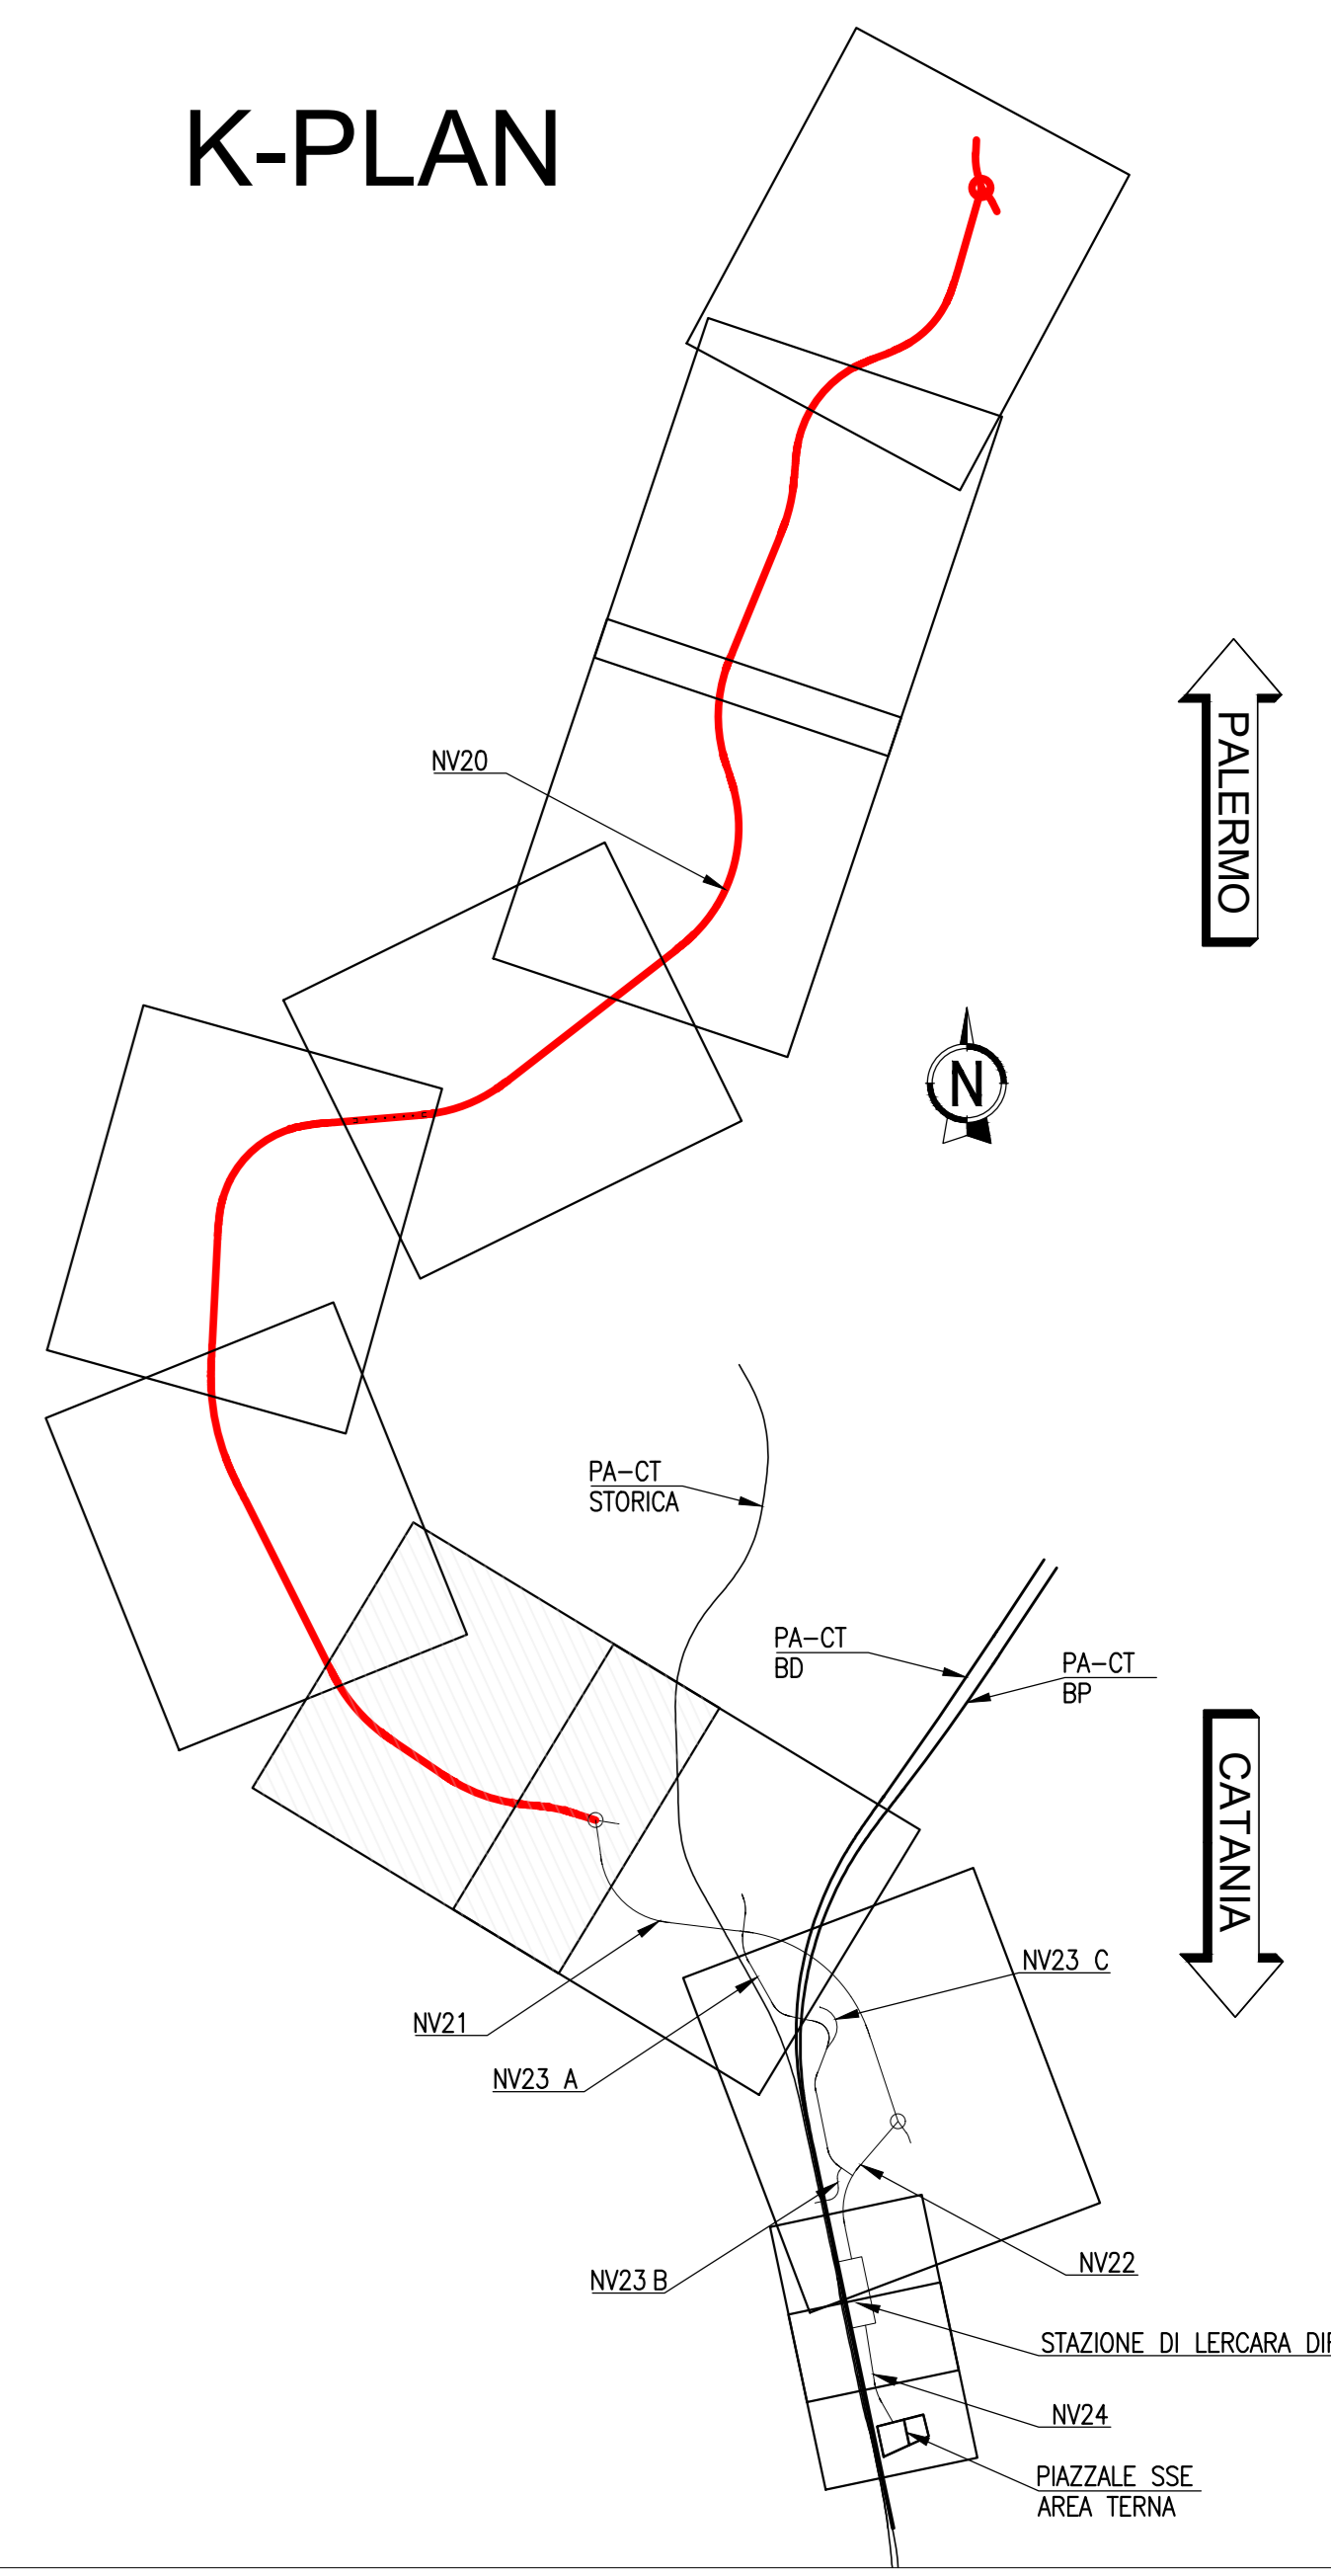 K-PLAN
PALERMO
NV20
N
PA-CT
STORICA
PA-CT
BD
PA-CT
BP
CATANIA
NV23 C
NV21
NV23 A
NV22
NV23 B
STAZIONE DI LERCARA
NV24
PIAZZALE SSE
AREA TERNA